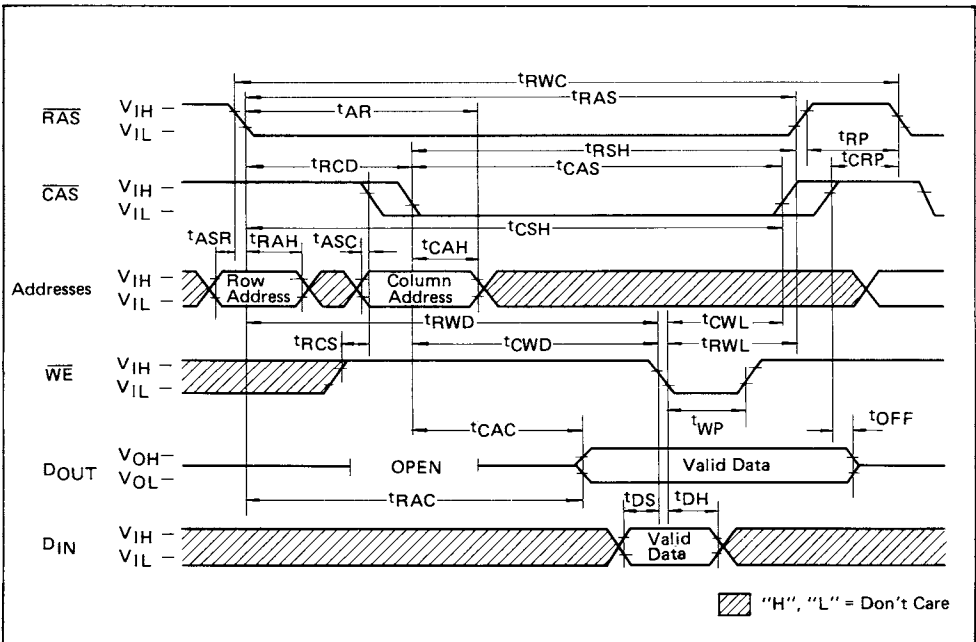 tRWC
tRAS
tAR
RAS
VIH
VIL
tRP
tRSH
tCRP
tRCD
tCAS
CAS
VIH
VIL
tCSH
tASR
tRAH
tASC
tCAH
Addresses
VIH
VIL
Row
Address
Column
Address
tRWD
tCWL
tRCS
tCWD
tRWL
WE
VIH
VIL
tWP
tOFF
tCAC
DOUT
VOH
VOL
OPEN
Valid Data
tRAC
tDS
tDH
DIN
VIH
VIL
Valid
Data
"H", "L" = Don't Care